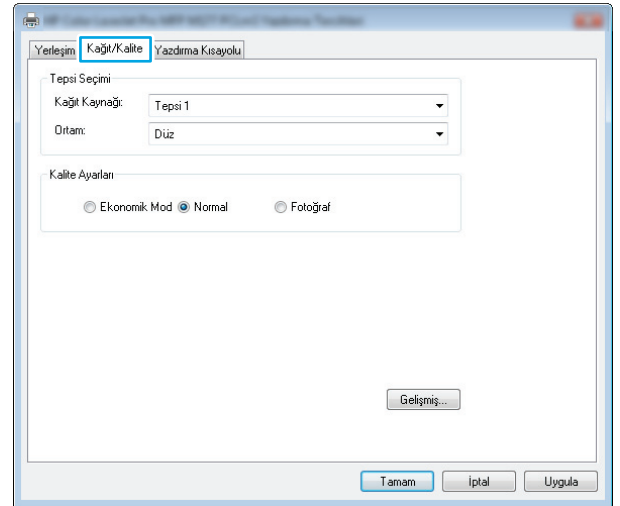 Yerleşim Kağıt/Kalite Yazdırma Kısayolu
Tepsi Seçimi
Kağıt Kaynağı: Tepsi 1
Ortam: Düz
Kalite Ayarları
Ekonomik Mod Normal Fotoğraf
Gelişmiş...
Tamam İptal Uygula